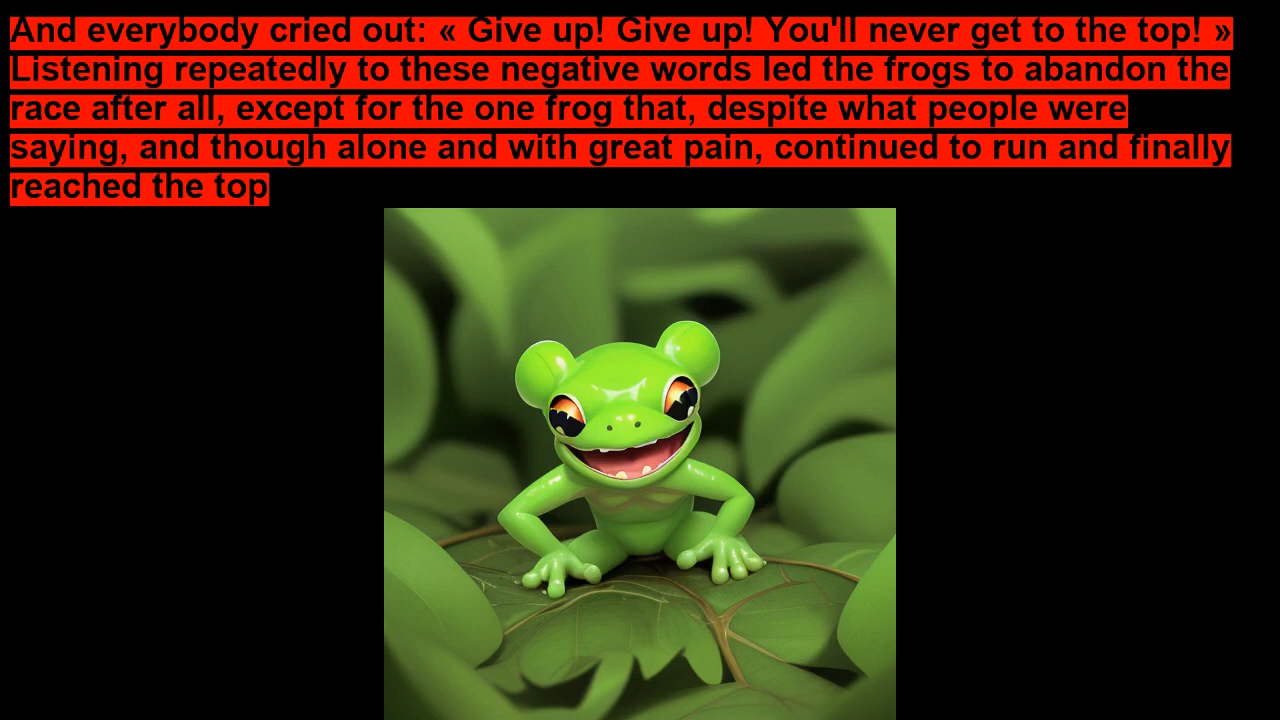 And everybody cried out: « Give up! Give up! You'll never get to the top! »
Listening repeatedly to these negative words led the frogs to abandon the
race after all, except for the one frog that, despite what people were
saying, and though alone and with great pain, continued to run and finally
reached the top